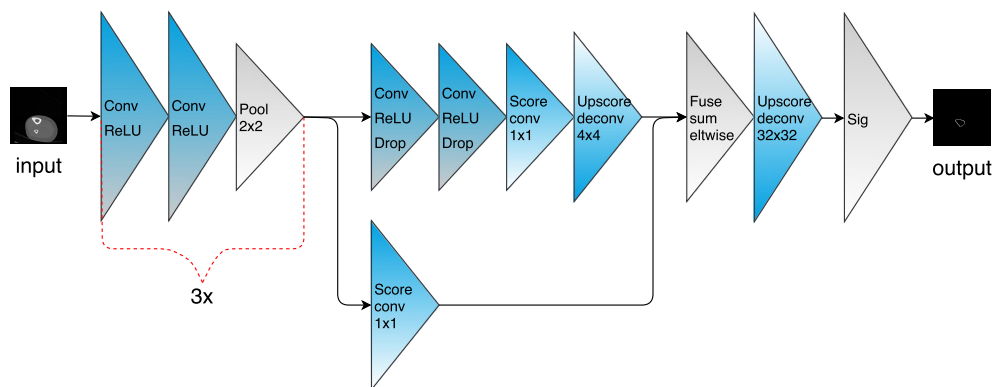 input
Conv
ReLU
Conv
ReLU
Pool
2x2
3x
Conv
ReLU
Drop
Conv
ReLU
Drop
Score
conv
1x1
Upscore
deconv
4x4
Score
conv
1x1
Fuse
sum
eltwise
Upscore
deconv
32x32
Sig
output